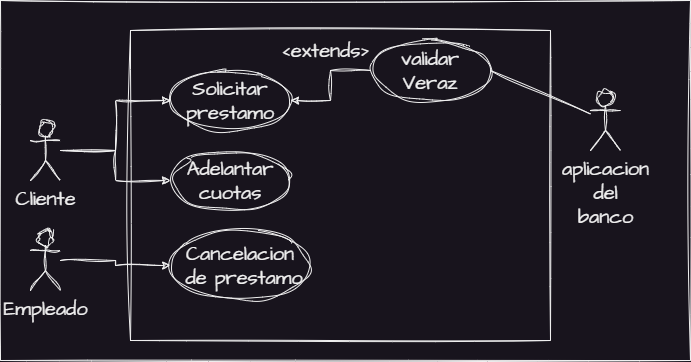 <extends>
validar
Veraz
Solicitar
prestamo
Adelantar
cuotas
Cancelacion
de prestamo
Cliente
Empleado
aplicacion
del
banco